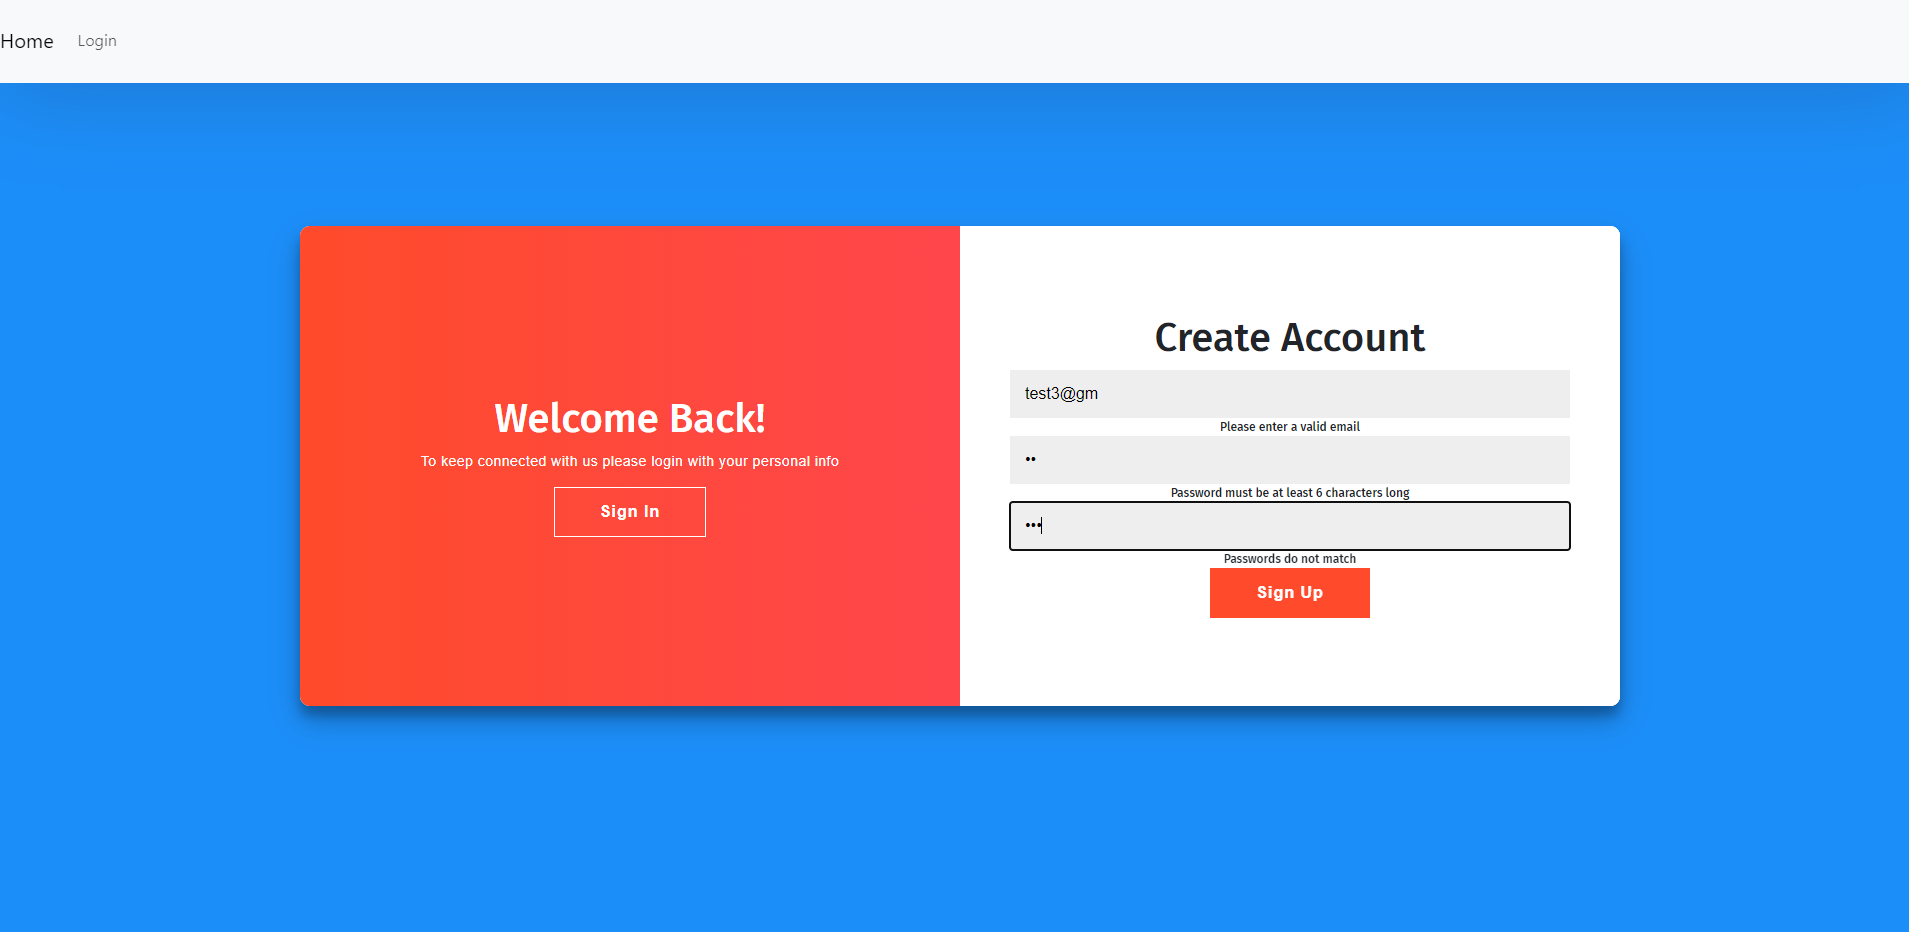 Home
Login
Welcome Back!
To keep connected with us please login with your personal info
Sign In
Create Account
test3@gm
Please enter a valid email
••
Password must be at least 6 characters long
•••
Passwords do not match
Sign Up